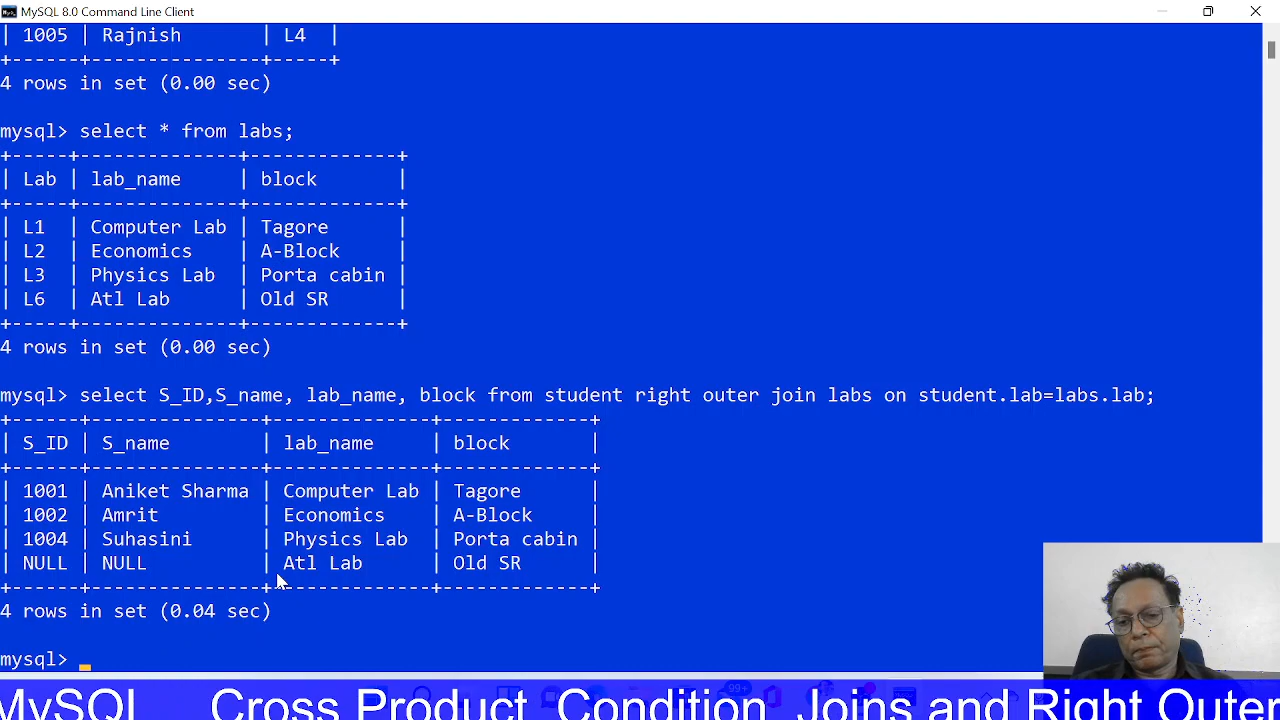 MySQL 8.0 Command Line Client
| 1005 | Rajnish | L4 |
+------+---------------+-----+
4 rows in set (0.00 sec)
mysql> select * from labs;
+-----+--------------+-------------+
| Lab | lab_name | block |
+-----+--------------+-------------+
| L1 | Computer Lab | Tagore |
| L2 | Economics | A-Block |
| L3 | Physics Lab | Porta cabin |
| L6 | Atl Lab | Old SR |
+-----+--------------+-------------+
4 rows in set (0.00 sec)
mysql> select S_ID,S_name, lab_name, block from student right outer join labs on student.lab=labs.lab;
+------+---------------+--------------+-------------+
| S_ID | S_name | lab_name | block |
+------+---------------+--------------+-------------+
| 1001 | Aniket Sharma | Computer Lab | Tagore |
| 1002 | Amrit | Economics | A-Block |
| 1004 | Suhasini | Physics Lab | Porta cabin |
| NULL | NULL | Atl Lab | Old SR |
+------+---------------+--------------+-------------+
4 rows in set (0.04 sec)
mysql>
99+
MySQL Cross Product, Condition, Joins and Right Outer